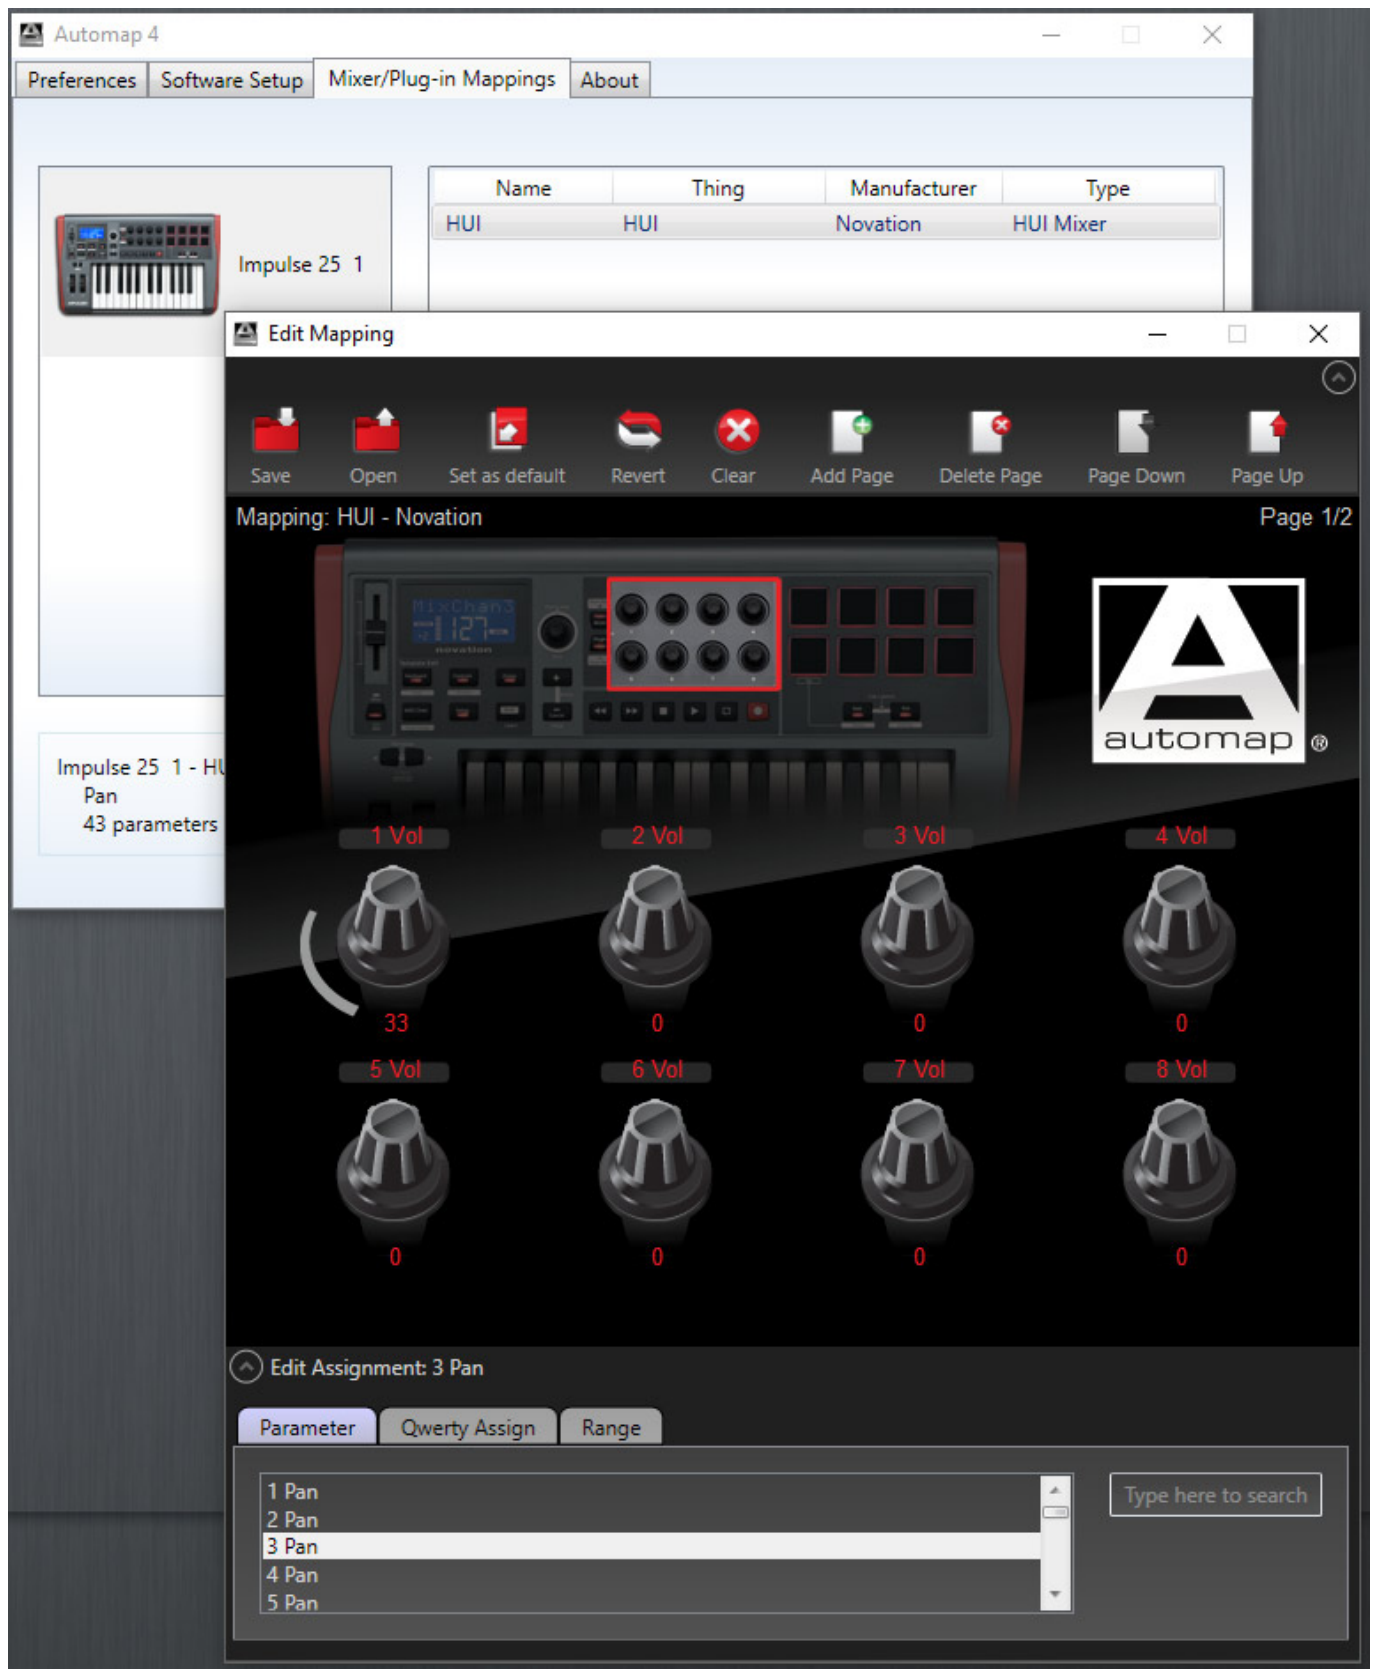 Automap 4
Preferences Software Setup Mixer/Plug-in Mappings About
Name Thing Manufacturer Type
HUI HUI Novation HUI Mixer
Impulse 25 1
Edit Mapping
Save Open Set as default Revert Clear Add Page Delete Page Page Down Page Up
Mapping: HUI - Novation Page 1/2
MixChan3
127
novation
automap ®
Impulse 25 1 - HU
Pan
43 parameters
1 Vol 2 Vol 3 Vol 4 Vol
33 0 0 0
5 Vol 6 Vol 7 Vol 8 Vol
0 0 0 0
Edit Assignment: 3 Pan
Parameter Qwerty Assign Range
1 Pan
2 Pan
3 Pan
4 Pan
5 Pan
Type here to search